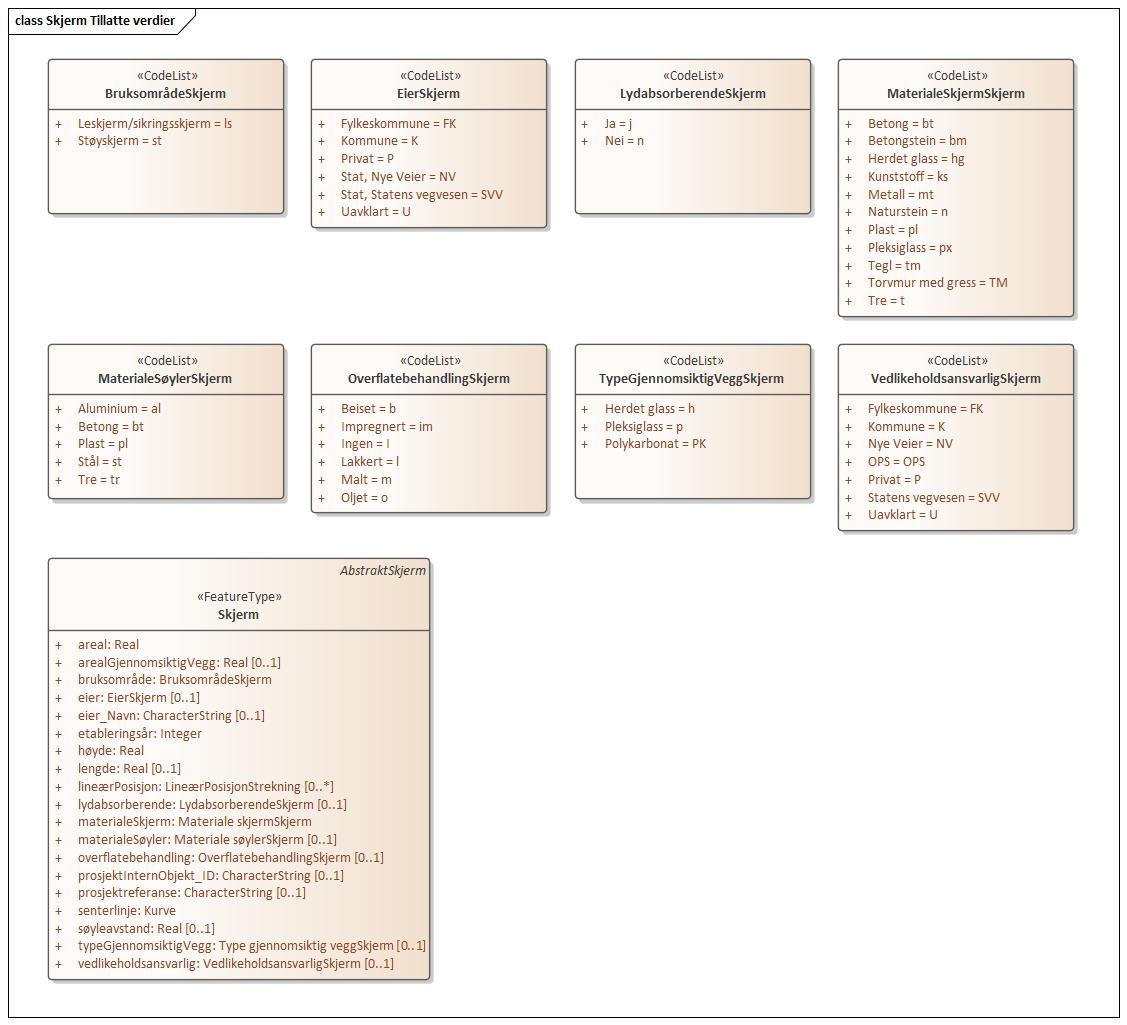 class Skjerm Tillatte verdier
«CodeList»
BruksområdeSkjerm
+ Leskjerm/sikringsskjerm = ls
+ Støyskjerm = st
«CodeList»
EierSkjerm
+ Fylkeskommune = FK
+ Kommune = K
+ Privat = P
+ Stat, Nye Veier = NV
+ Stat, Statens vegvesen = SVV
+ Uavklart = U
«CodeList»
LydabsorberendeSkjerm
+ Ja = j
+ Nei = n
«CodeList»
MaterialeSkjermSkjerm
+ Betong = bt
+ Betongstein = bm
+ Herdet glass = hg
+ Kunststoff = ks
+ Metall = mt
+ Naturstein = n
+ Plast = pl
+ Pleksiglass = px
+ Tegl = tm
+ Torvmur med gress = TM
+ Tre = t
«CodeList»
MaterialeSøylerSkjerm
+ Aluminium = al
+ Betong = bt
+ Plast = pl
+ Stål = st
+ Tre = tr
«CodeList»
OverflatebehandlingSkjerm
+ Beiset = b
+ Impregnert = im
+ Ingen = I
+ Lakkert = l
+ Malt = m
+ Oljet = o
«CodeList»
TypeGjennomsiktigVeggSkjerm
+ Herdet glass = h
+ Pleksiglass = p
+ Polykarbonat = PK
«CodeList»
VedlikeholdsansvarligSkjerm
+ Fylkeskommune = FK
+ Kommune = K
+ Nye Veier = NV
+ OPS = OPS
+ Privat = P
+ Statens vegvesen = SVV
+ Uavklart = U
AbstraktSkjerm
«FeatureType»
Skjerm
+ areal: Real
+ arealGjennomsiktigVegg: Real [0..1]
+ bruksområde: BruksområdeSkjerm
+ eier: EierSkjerm [0..1]
+ eier_Navn: CharacterString [0..1]
+ etableringsår: Integer
+ høyde: Real
+ lengde: Real [0..1]
+ lineærPosisjon: LineærPosisjonStrekning [0..*]
+ lydabsorberende: LydabsorberendeSkjerm [0..1]
+ materialeSkjerm: Materiale skjermSkjerm
+ materialeSøyler: Materiale søylerSkjerm [0..1]
+ overflatebehandling: OverflatebehandlingSkjerm [0..1]
+ prosjektInternObjekt_ID: CharacterString [0..1]
+ prosjektreferanse: CharacterString [0..1]
+ senterlinje: Kurve
+ søyleavstand: Real [0..1]
+ typeGjennomsiktigVegg: Type gjennomsiktig veggSkjerm [0..1]
+ vedlikeholdsansvarlig: VedlikeholdsansvarligSkjerm [0..1]